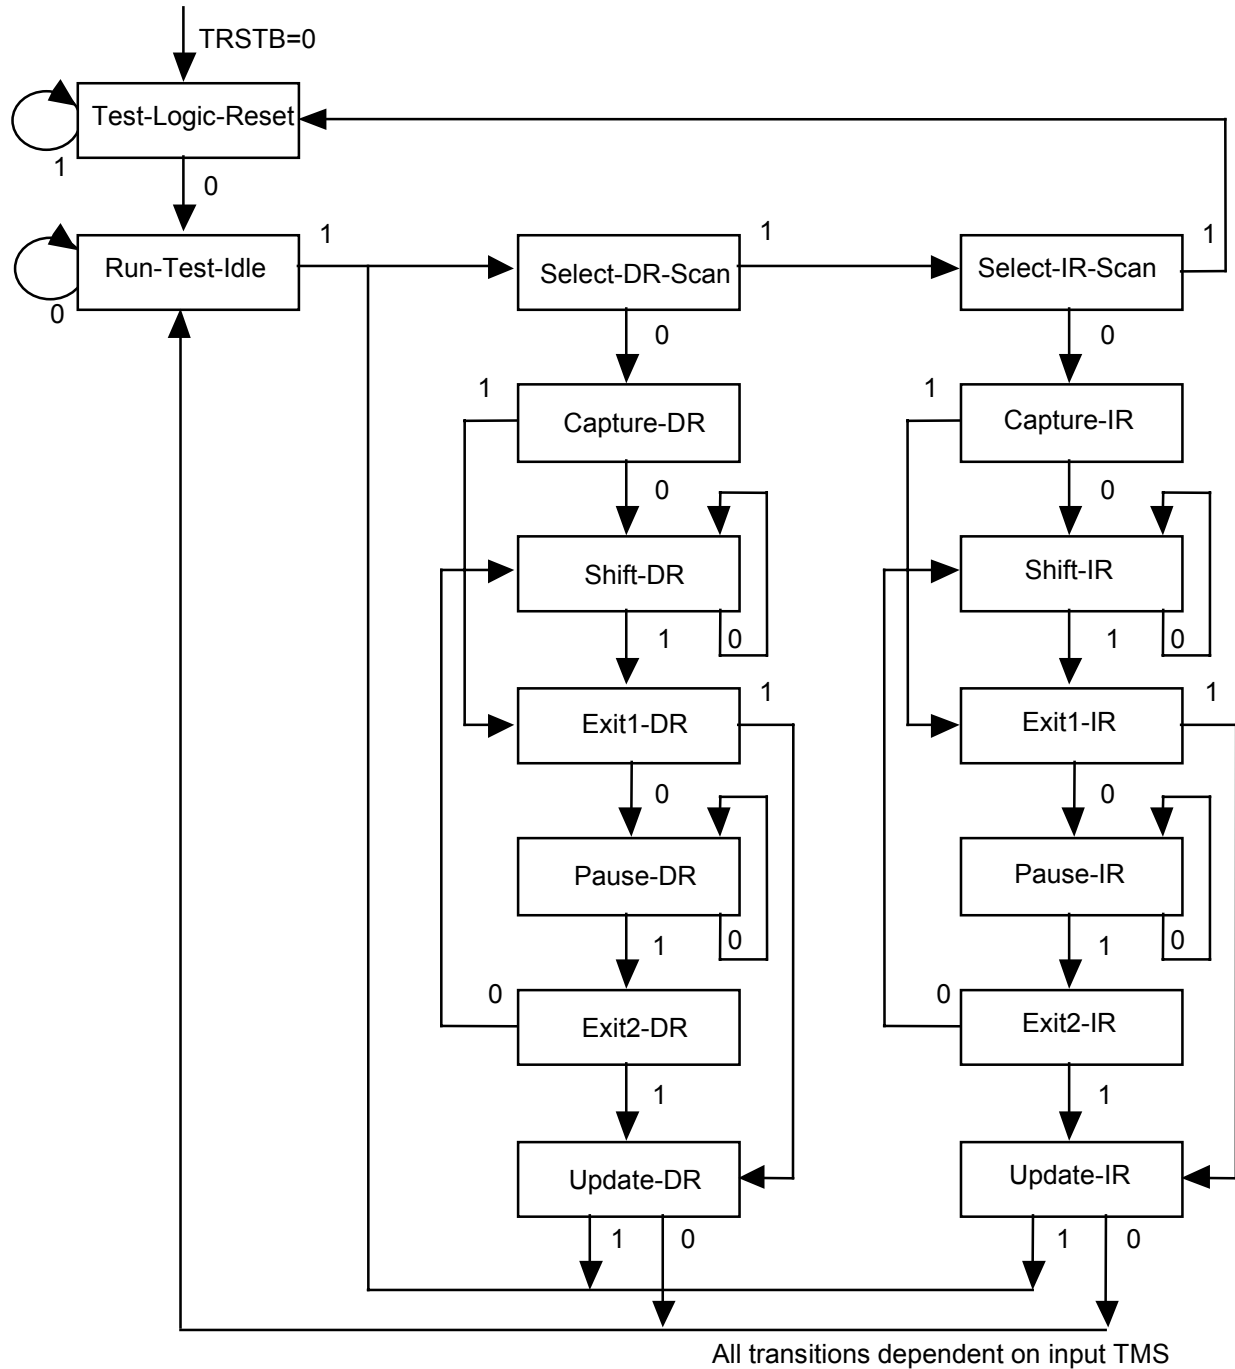 TRSTB=0
Test-Logic-Reset
1
0
Run-Test-Idle
0
1
Select-DR-Scan
1
Select-IR-Scan
1
0
0
1
Capture-DR
1
Capture-IR
0
0
Shift-DR
Shift-IR
1
0
1
0
Exit1-DR
1
Exit1-IR
1
0
0
Pause-DR
Pause-IR
1
0
1
0
0
Exit2-DR
0
Exit2-IR
1
1
Update-DR
Update-IR
1
0
1
0
All transitions dependent on input TMS